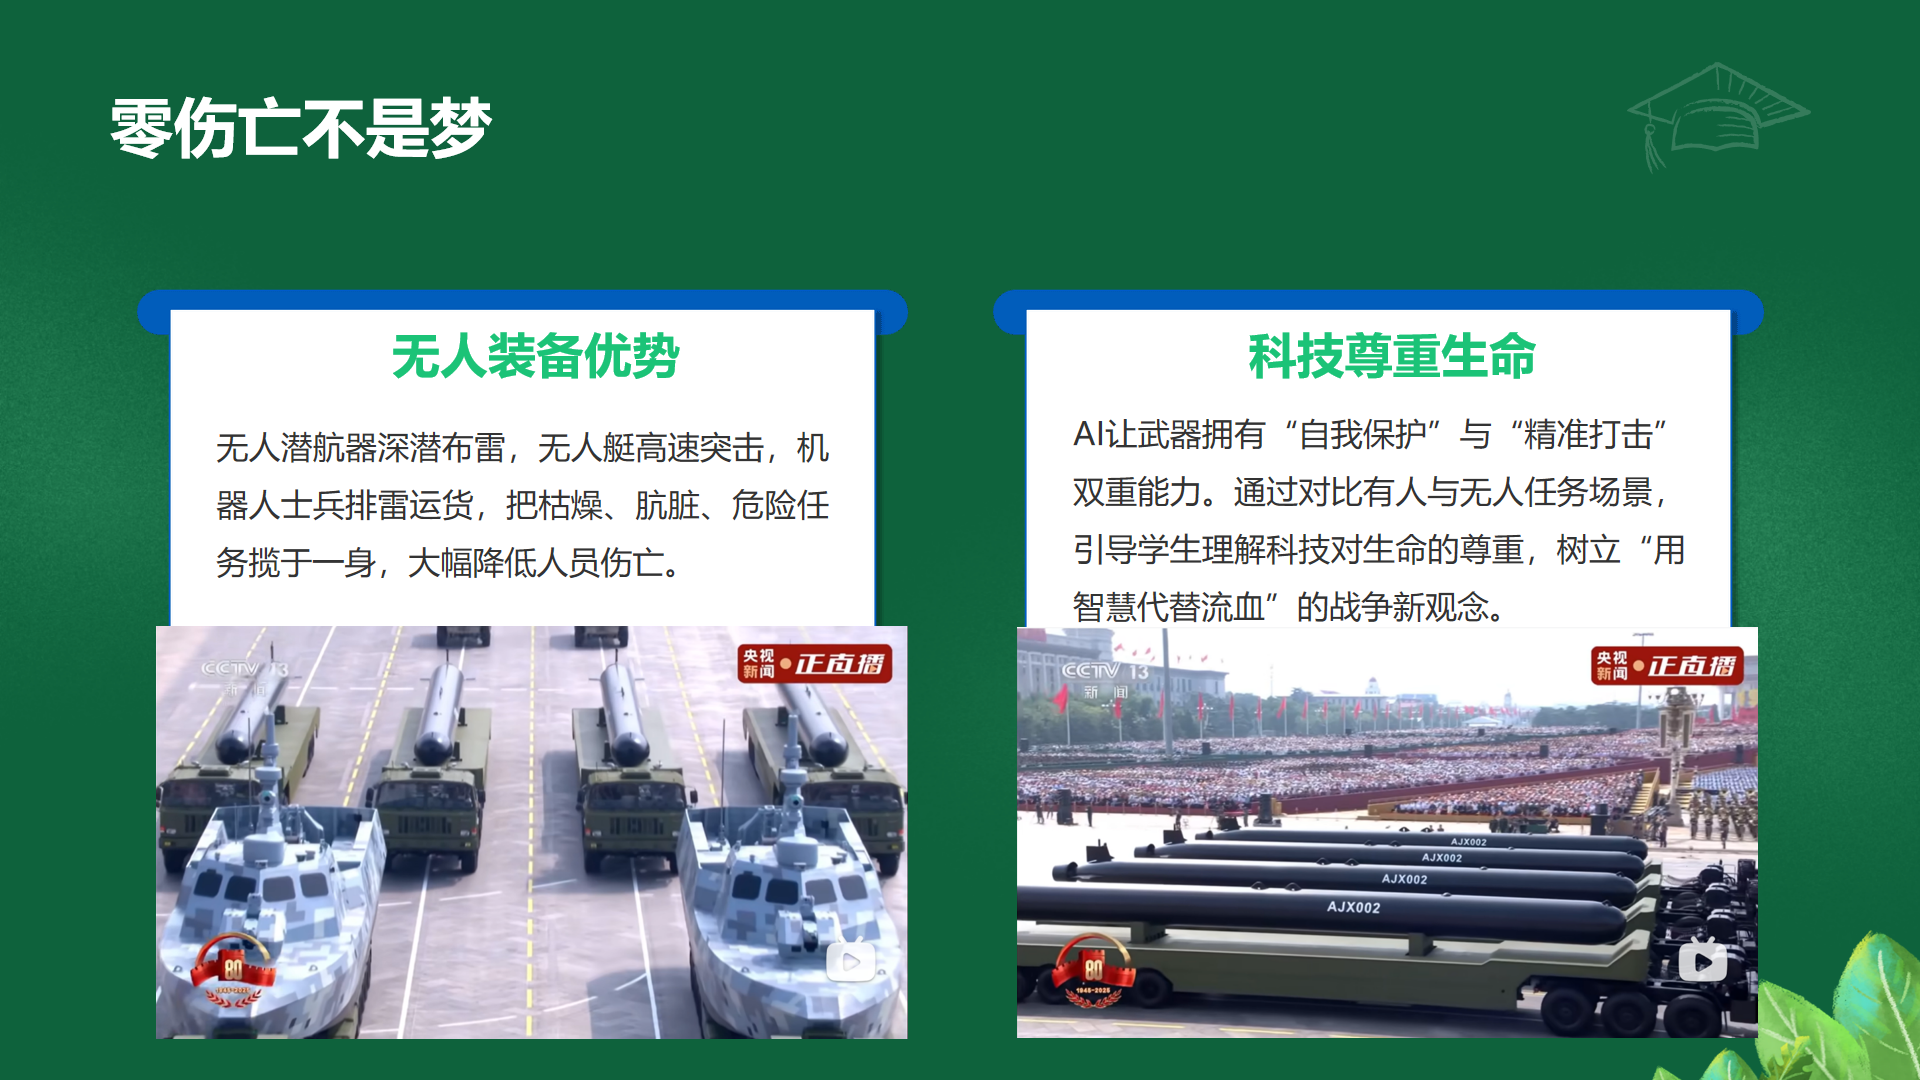 零伤亡不是梦
无人装备优势
无人潜航器深潜布雷，无人艇高速突击，机
器人士兵排雷运货，把枯燥、肮脏、危险任
务揽于一身，大幅降低人员伤亡。
科技尊重生命
AI让武器拥有“自我保护”与“精准打击”
双重能力。通过对比有人与无人任务场景，
引导学生理解科技对生命的尊重，树立“用
智慧代替流血”的战争新观念。
CCTV 13
新闻
央视
新闻
正直播
80
1945-2025
CCTV 13
新闻
央视
新闻
正直播
AJX002
AJX002
AJX002
AJX002
80
1945-2025